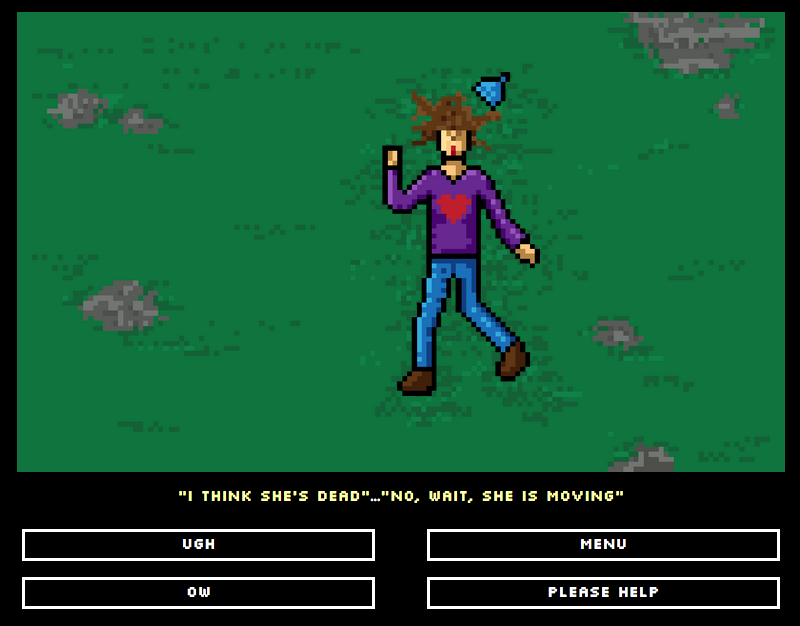 "I THINK SHE'S DEAD"…"NO, WAIT, SHE IS MOVING"
UGH
MENU
OW
PLEASE HELP